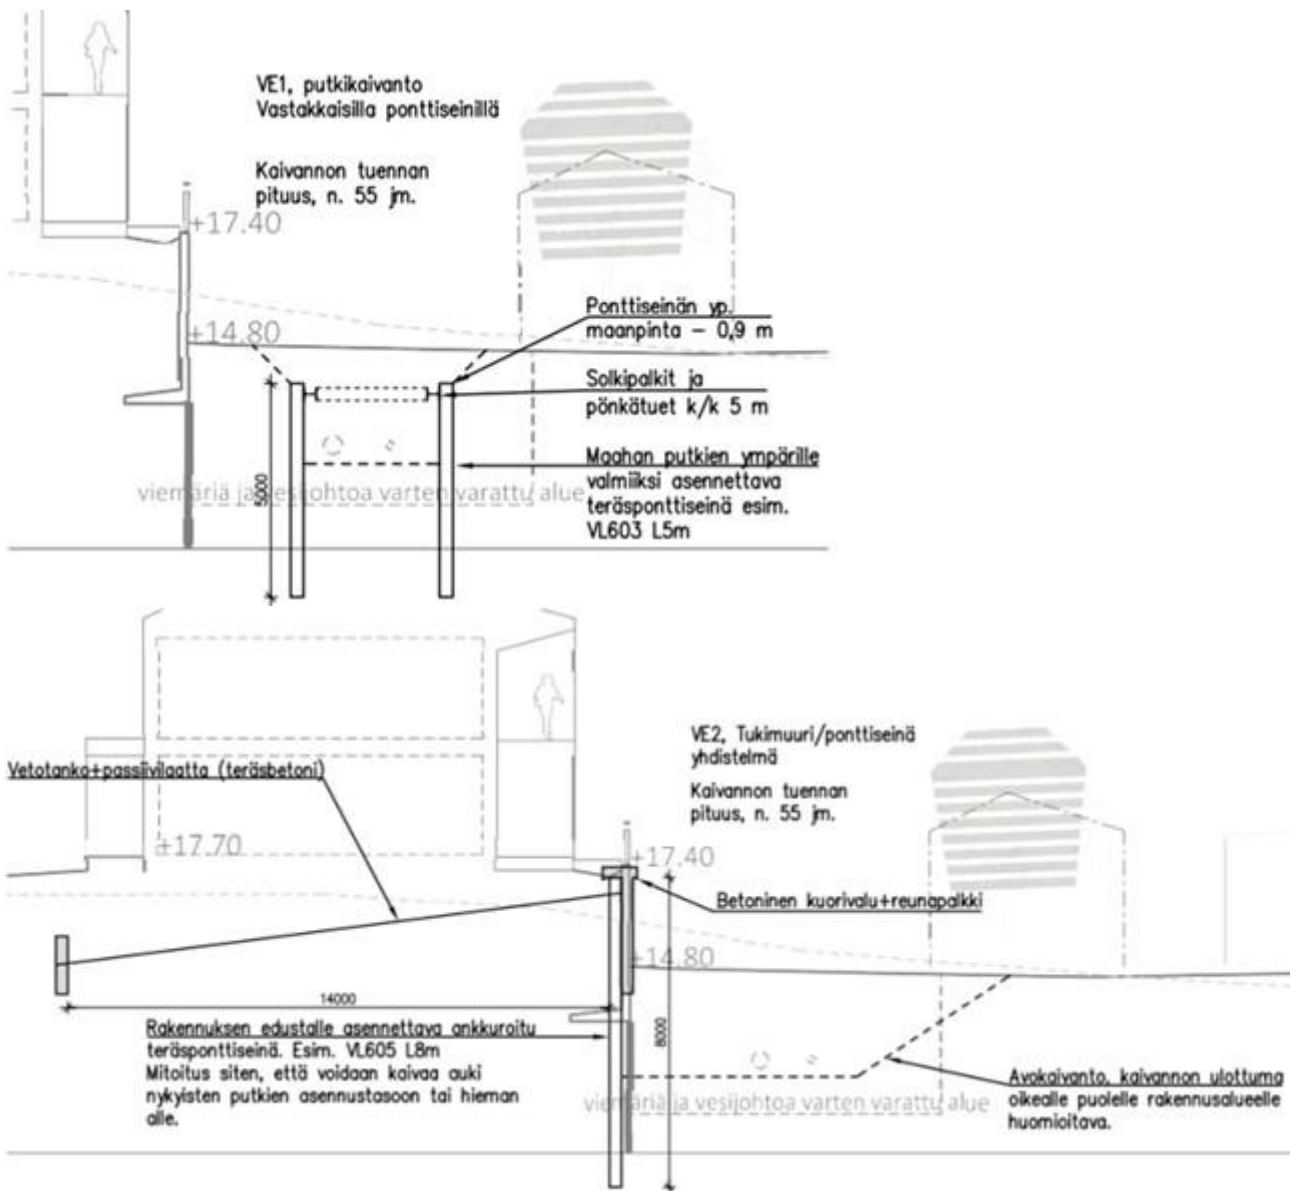 VE1, putkikaivanto
Vastakkaisilla ponttiseinillä
Kaivannon tuennan
pituus, n. 55 jm.
+17.40
+14.80
Ponttiseinän yp.
maanpinta – 0,9 m
Solkipalkit ja
pönkätuet k/k 5 m
Maahan putkien ympärille
valmiiksi asennettava
teräsponttiseinä esim.
VL603 L5m
5000
viemäriä ja vesijohtoa varten varattu alue
VE2, Tukimuuri/ponttiseinä
yhdistelmä
Kaivannon tuennan
pituus, n. 55 jm.
Vetotanko+passiivilaatta (teräsbetoni)
+17.70
+17.40
Betoninen kuorivalu+reunapalkki
+14.80
14000
8000
Rakennuksen edustalle asennettava ankkuroitu
teräsponttiseinä. Esim. VL605 L8m
Mitoitus siten, että voidaan kaivaa auki
nykyisten putkien asennustasoon tai hieman
alle.
Avokaivanto, kaivannon ulottuma
oikealle puolelle rakennusalueelle
huomioitava.
viemäriä ja vesijohtoa varten varattu alue